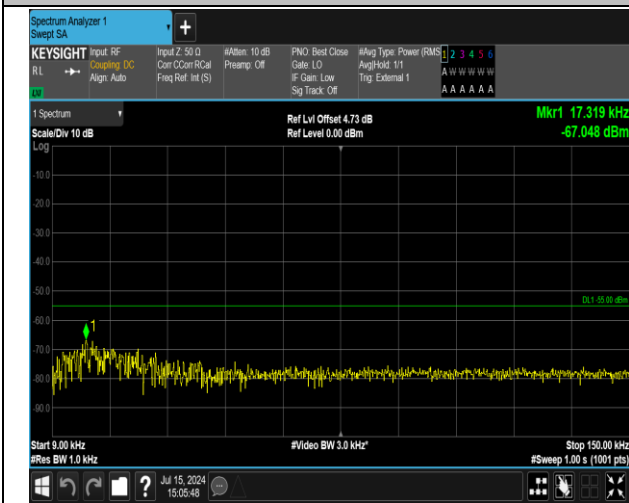 Spectrum Analyzer 1
Swept SA
+
KEYSIGHT Input: RF Input Z: 50 Ω #Atten: 10 dB PNO: Best Close #Avg Type: Power (RMS 1 2 3 4 5 6
RL Coupling: DC Corr CCorr RCal Preamp: Off Gate: LO Avg|Hold: 1/1 A W W W W W
Align: Auto Freq Ref: Int (S) IF Gain: Low Trig: External 1
Sig Track: Off A A A A A A
1 Spectrum Ref Lvl Offset 4.73 dB Mkr1 17.319 kHz
Scale/Div 10 dB Ref Level 0.00 dBm -67.048 dBm
Log
-10.0
-20.0
-30.0
-40.0
-50.0
DL1 -55.00 dBm
-60.0
1
-70.0
-80.0
-90.0
Start 9.00 kHz #Video BW 3.0 kHz* Stop 150.00 kHz
#Res BW 1.0 kHz #Sweep 1.00 s (1001 pts)
? Jul 15, 2024
15:05:48